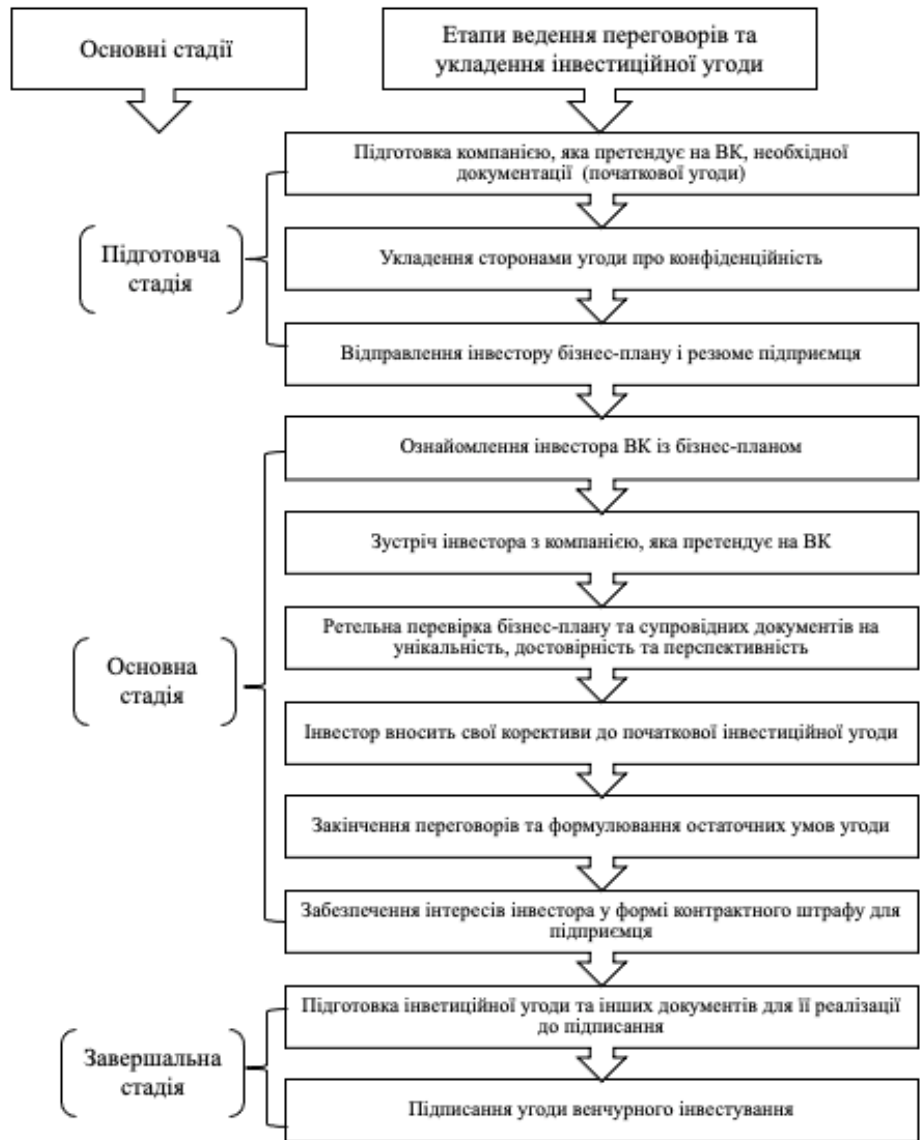 Основні стадії
Етапи ведення переговорів та
укладення інвестиційної угоди
Підготовка компанією, яка претендує на ВК, необхідної
документації (початкової угоди)
Підготовча
стадія
Укладення сторонами угоди про конфіденційність
Відправлення інвестору бізнес-плану і резюме підприємця
Ознайомлення інвестора ВК із бізнес-планом
Зустріч інвестора з компанією, яка претендує на ВК
Ретельна перевірка бізнес-плану та супровідних документів на
унікальність, достовірність та перспективність
Основна
стадія
Інвестор вносить свої корективи до початкової інвестиційної угоди
Закінчення переговорів та формулювання остаточних умов угоди
Забезпечення інтересів інвестора у формі контрактного штрафу для
підприємця
Підготовка інветиційної угоди та інших документів для її реалізації
до підписання
Завершальна
стадія
Підписання угоди венчурного інвестування